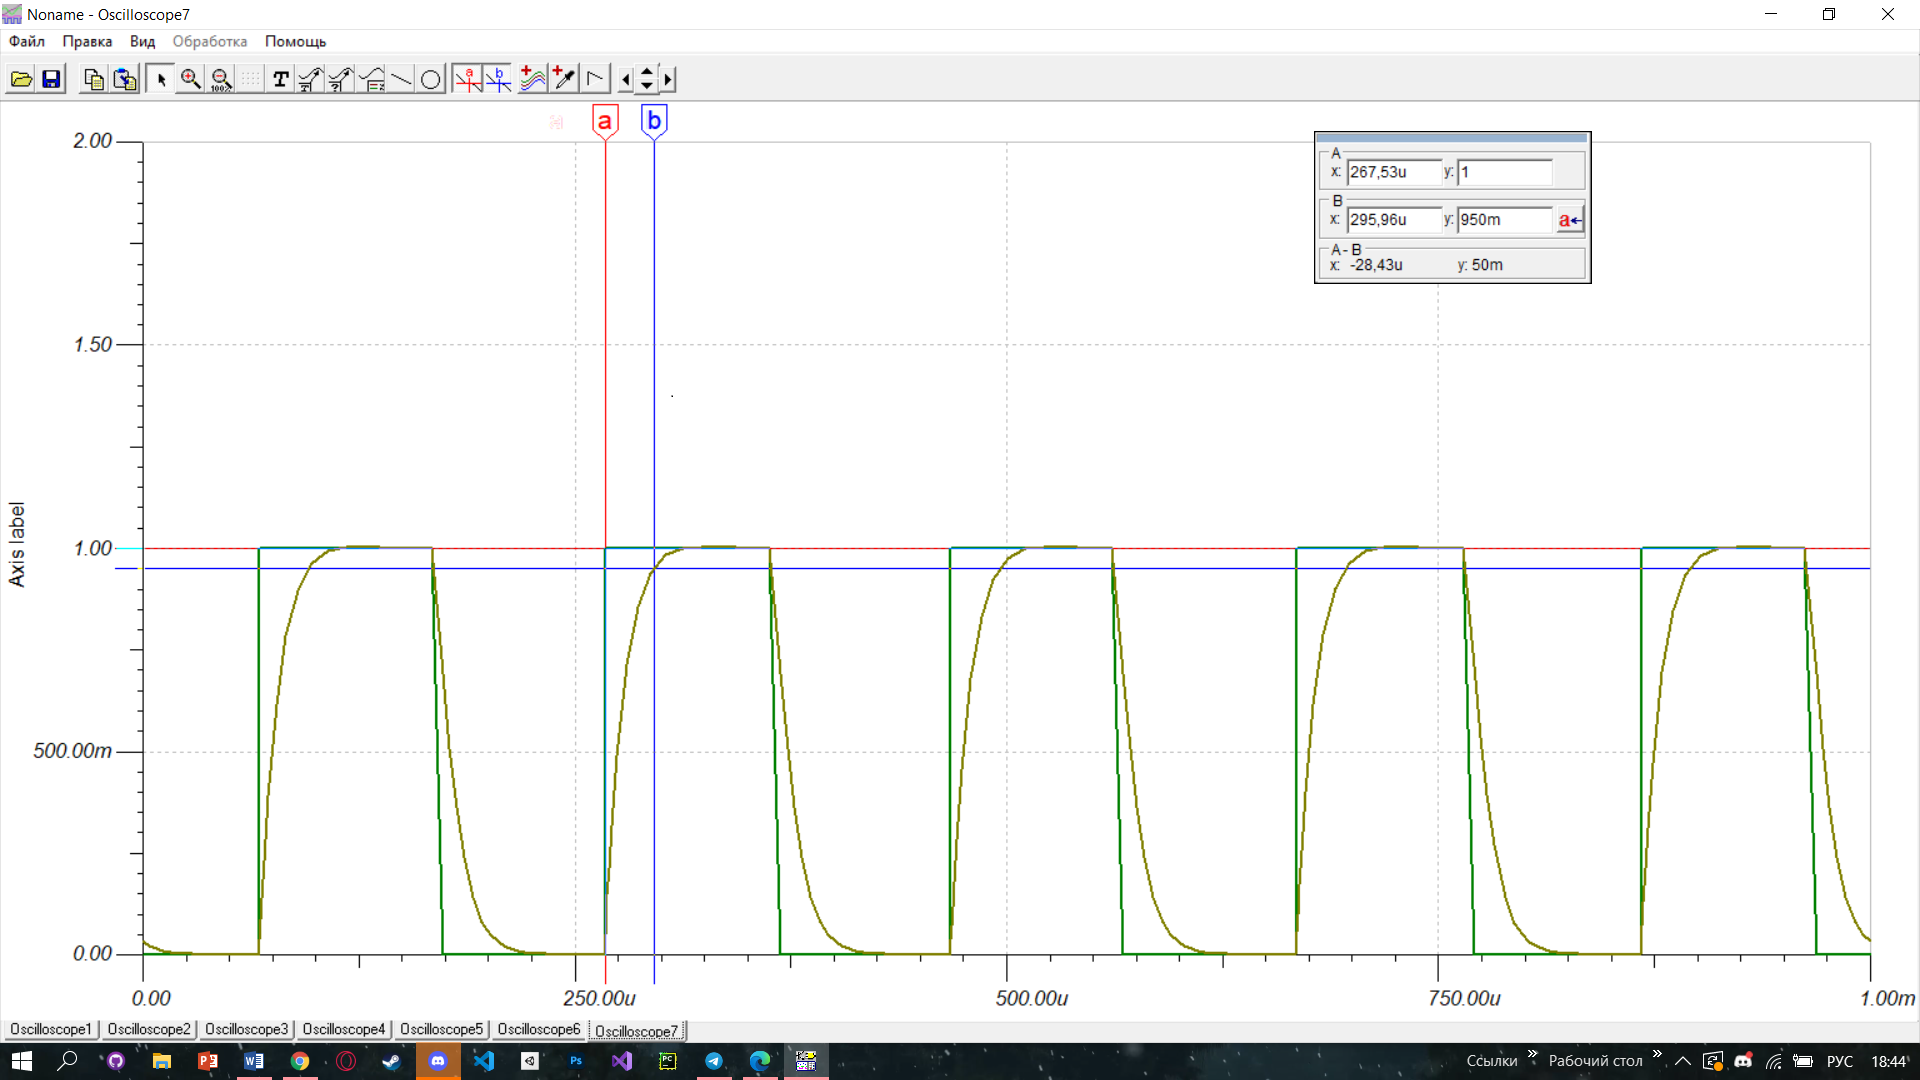 Noname - Oscilloscope7
Файл Правка Вид Обработка Помощь
T 100%
a b
a b
2.00
1.50
1.00
500.00m
0.00
Axis label
0.00 250.00u 500.00u 750.00u 1.00m
A
x: 267,53u y: 1
B
x: 295,96u y: 950m a
A - B
x: -28,43u y: 50m
Oscilloscope1 Oscilloscope2 Oscilloscope3 Oscilloscope4 Oscilloscope5 Oscilloscope6 Oscilloscope7
Ссылки » Рабочий стол » РУС 18:44